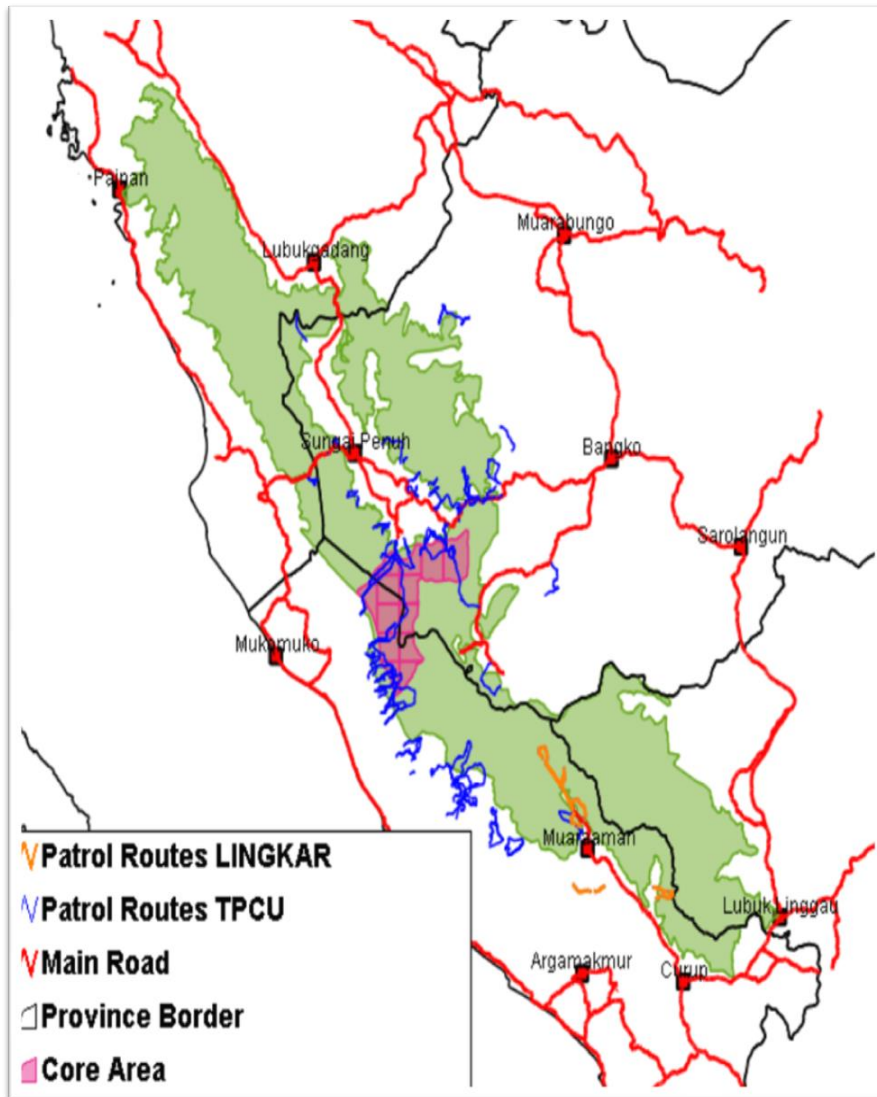 Painan
Lubukgadang
Muarabungo
Sungai Penuh
Bangko
Sarolangun
Mukomuko
Muaraaman
Lubuk Linggau
Argamakmur
Curup
Patrol Routes LINGKAR
Patrol Routes TPCU
Main Road
Province Border
Core Area